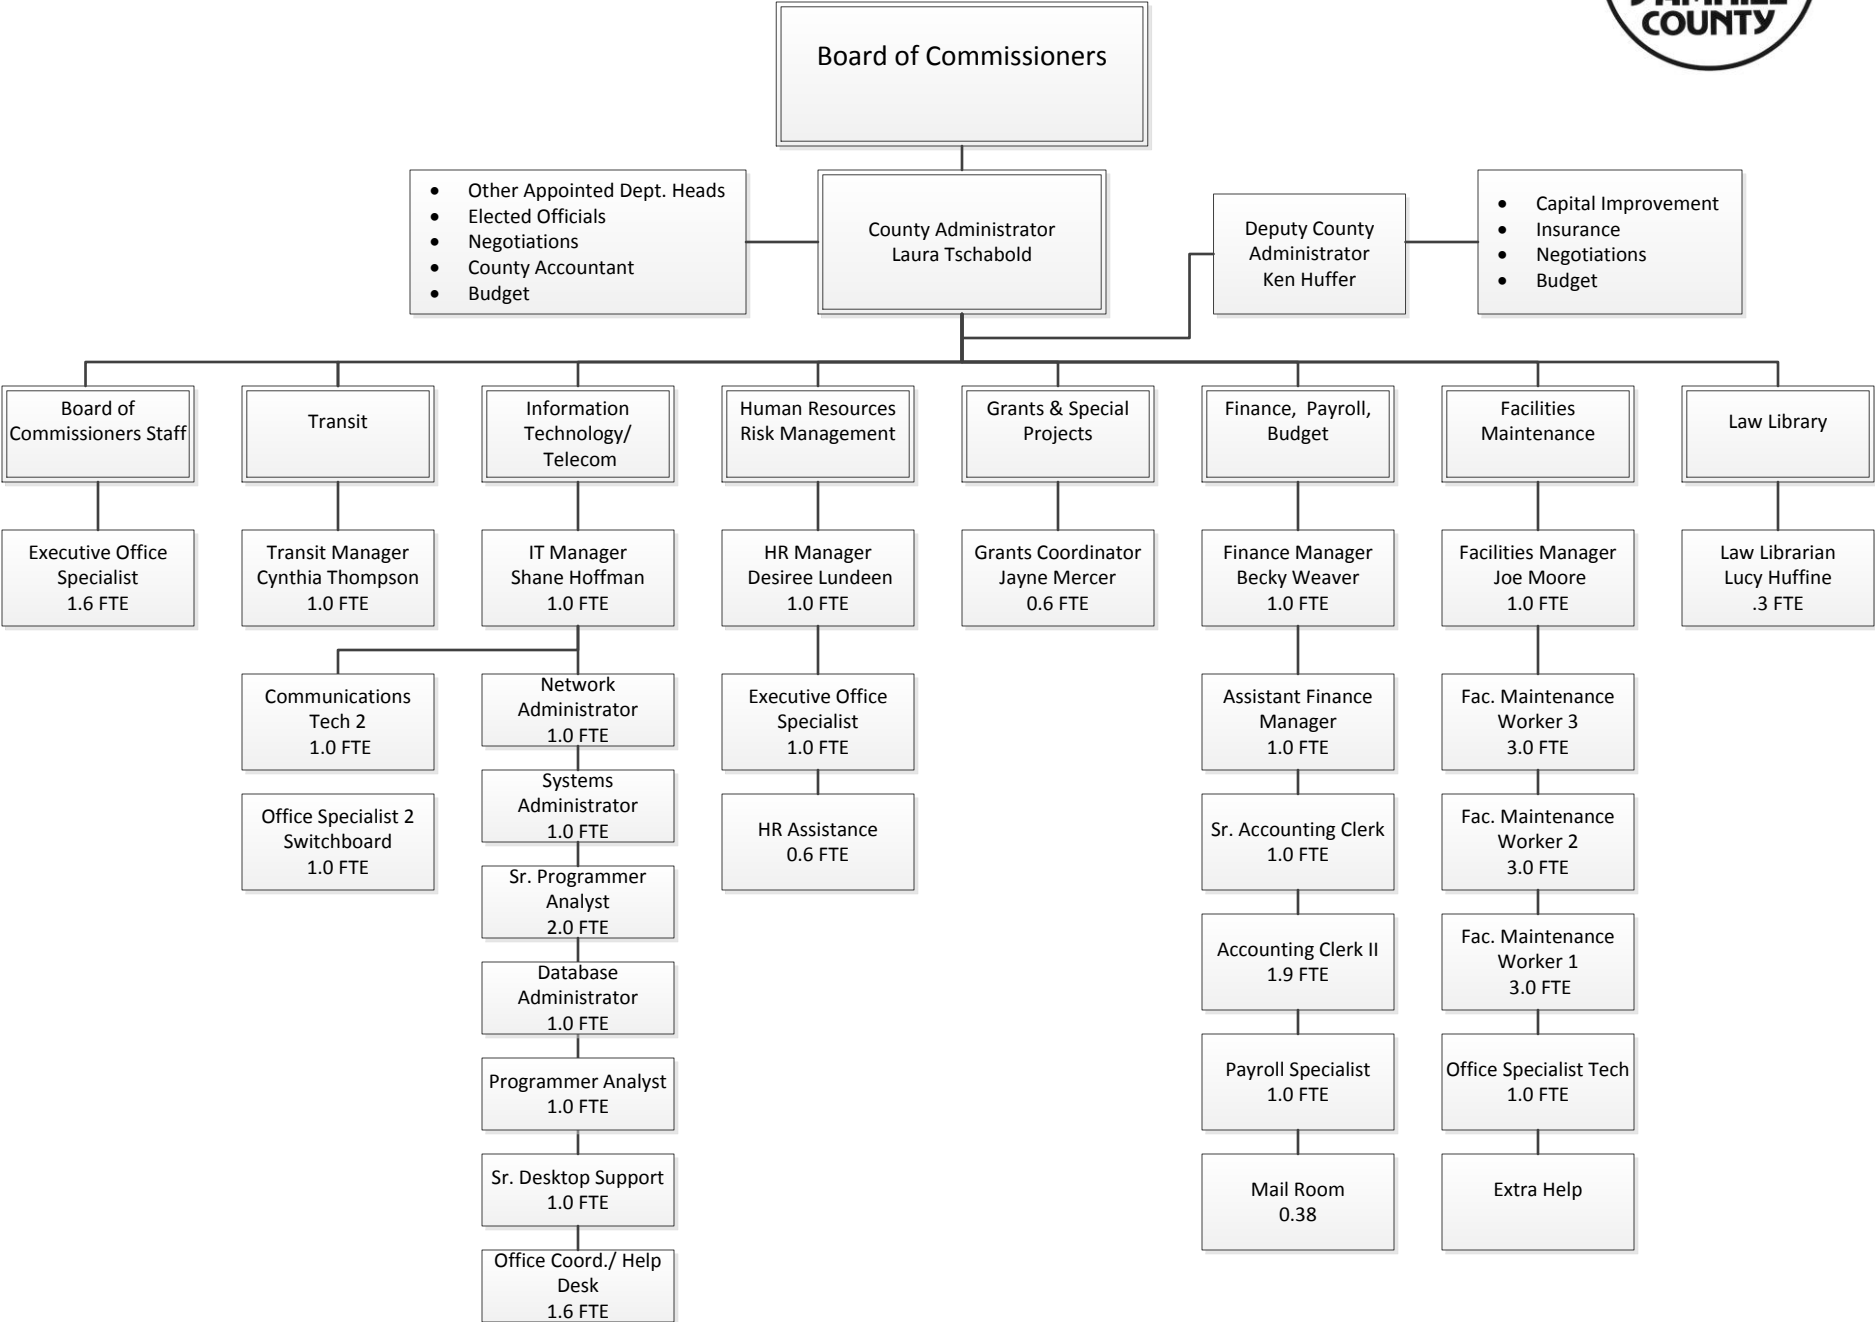 COUNTY
Board of Commissioners
• Other Appointed Dept. Heads
• Elected Officials
• Negotiations
• County Accountant
• Budget
County Administrator
Laura Tschabold
Deputy County
Administrator
Ken Huffer
• Capital Improvement
• Insurance
• Negotiations
• Budget
Board of
Commissioners Staff
Transit
Information
Technology/
Telecom
Human Resources
Risk Management
Grants & Special
Projects
Finance, Payroll,
Budget
Facilities
Maintenance
Law Library
Executive Office
Specialist
1.6 FTE
Transit Manager
Cynthia Thompson
1.0 FTE
IT Manager
Shane Hoffman
1.0 FTE
HR Manager
Desiree Lundeen
1.0 FTE
Grants Coordinator
Jayne Mercer
0.6 FTE
Finance Manager
Becky Weaver
1.0 FTE
Facilities Manager
Joe Moore
1.0 FTE
Law Librarian
Lucy Huffine
.3 FTE
Communications
Tech 2
1.0 FTE
Office Specialist 2
Switchboard
1.0 FTE
Network
Administrator
1.0 FTE
Systems
Administrator
1.0 FTE
Sr. Programmer
Analyst
2.0 FTE
Database
Administrator
1.0 FTE
Programmer Analyst
1.0 FTE
Sr. Desktop Support
1.0 FTE
Office Coord./ Help
Desk
1.6 FTE
Executive Office
Specialist
1.0 FTE
HR Assistance
0.6 FTE
Assistant Finance
Manager
1.0 FTE
Sr. Accounting Clerk
1.0 FTE
Accounting Clerk II
1.9 FTE
Payroll Specialist
1.0 FTE
Mail Room
0.38
Fac. Maintenance
Worker 3
3.0 FTE
Fac. Maintenance
Worker 2
3.0 FTE
Fac. Maintenance
Worker 1
3.0 FTE
Office Specialist Tech
1.0 FTE
Extra Help